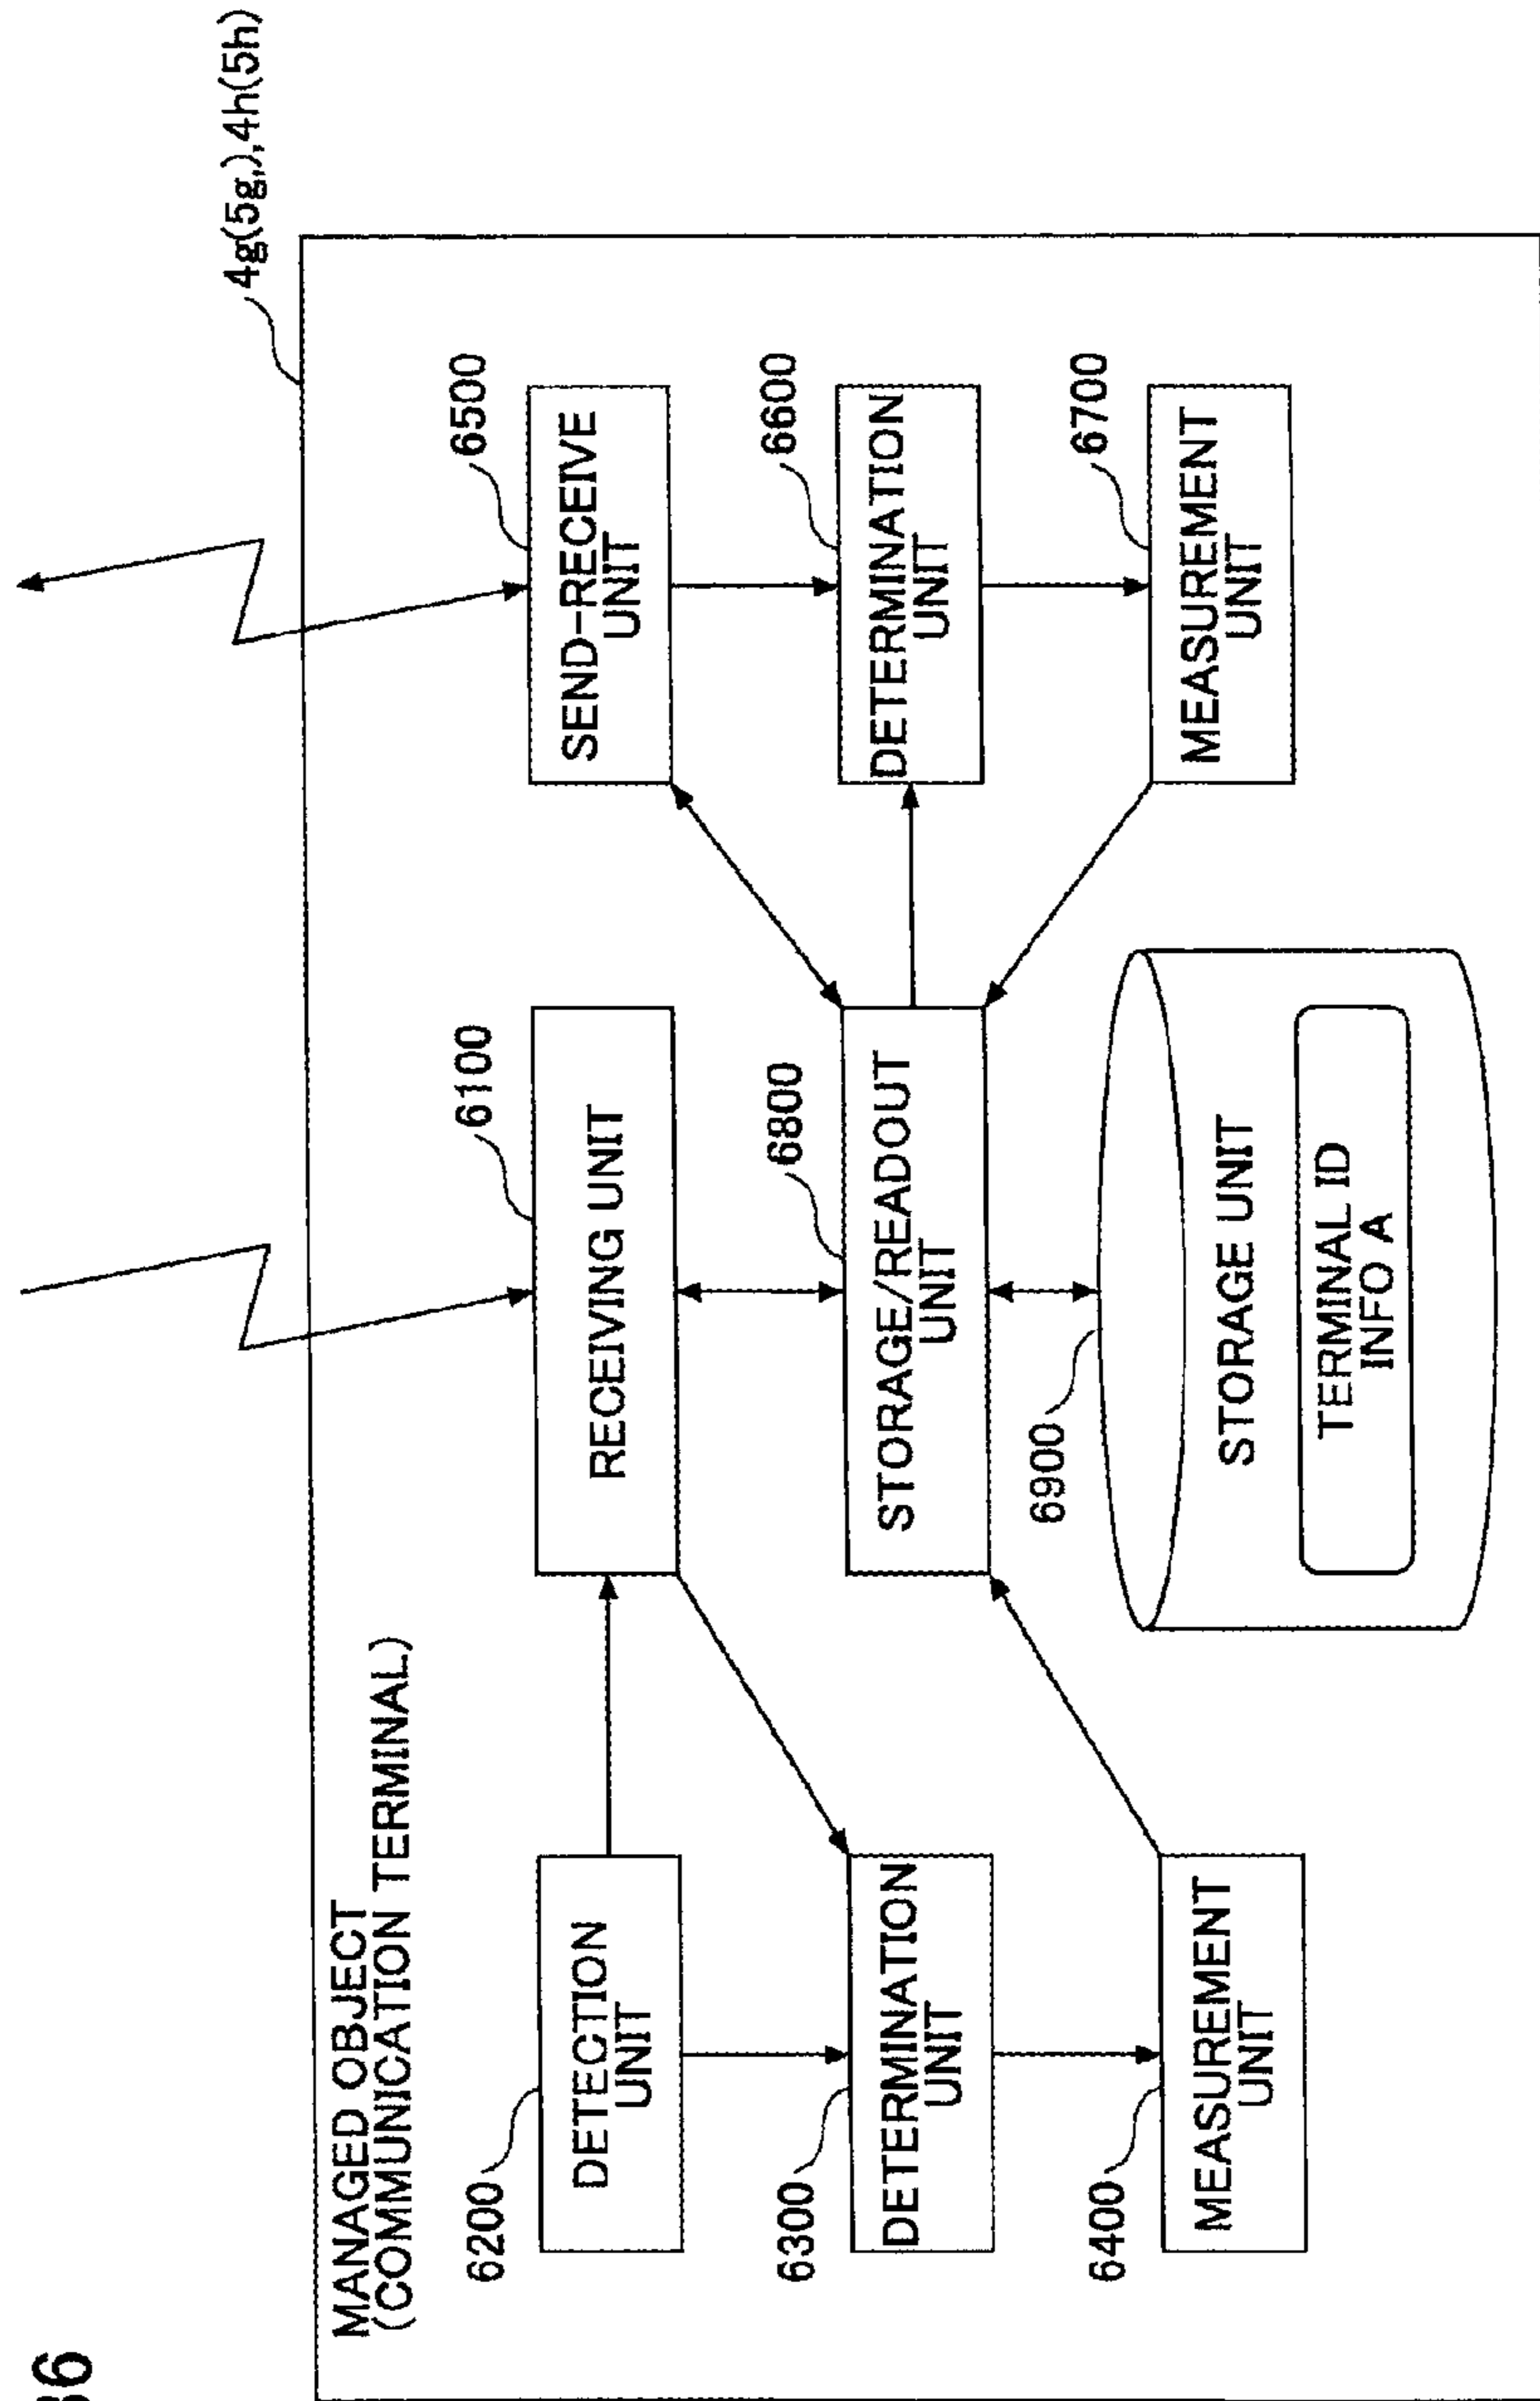 4g(5g,),4h(5h)
MANAGED OBJECT
(COMMUNICATION TERMINAL)
6200
DETECTION
UNIT
6100
RECEIVING UNIT
6500
SEND-RECEIVE
UNIT
6300
DETERMINATION
UNIT
6800
STORAGE/READOUT
UNIT
6600
DETERMINATION
UNIT
6400
MEASUREMENT
UNIT
6900
STORAGE UNIT
TERMINAL ID
INFO A
6700
MEASUREMENT
UNIT